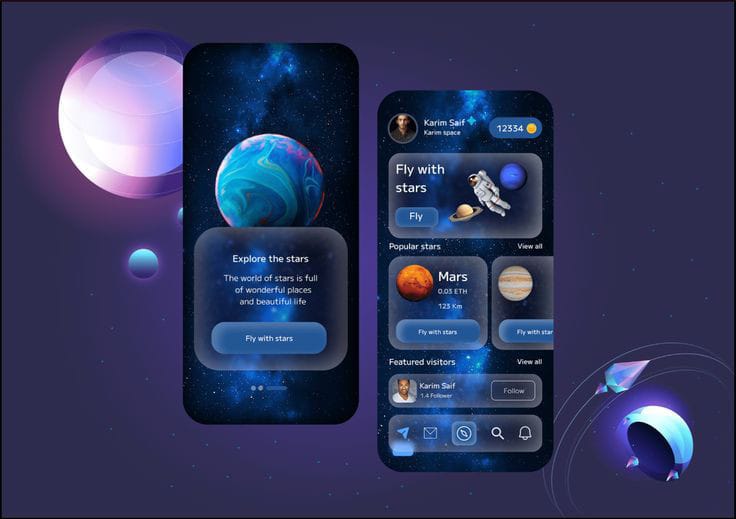 Explore the stars
The world of stars is full
of wonderful places
and beautiful life
Fly with stars
Karim Saif
Karim space
12334
Fly with
stars
Fly
Popular stars View all
Mars
0,03 ETH
123 Km
Fly with stars
Fly with star
Featured visitors View all
Karim Saif
1.4 Follower
Follow